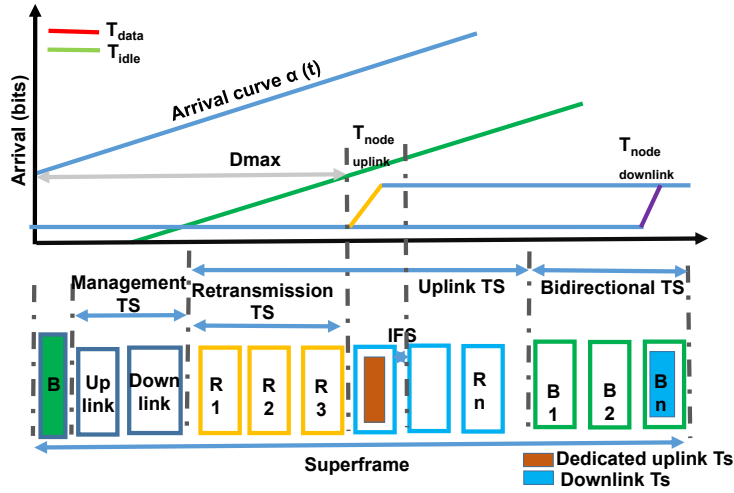 T_data
T_idle
Arrival (bits)
Arrival curve α (t)
Dmax
T_node
uplink
T_node
downlink
Management
TS
Retransmission
TS
Uplink TS
Bidirectional TS
IFS
B
Up
link
Down
link
R
1
R
2
R
3
R
n
B
1
B
2
B
n
Superframe
Dedicated uplink Ts
Downlink Ts